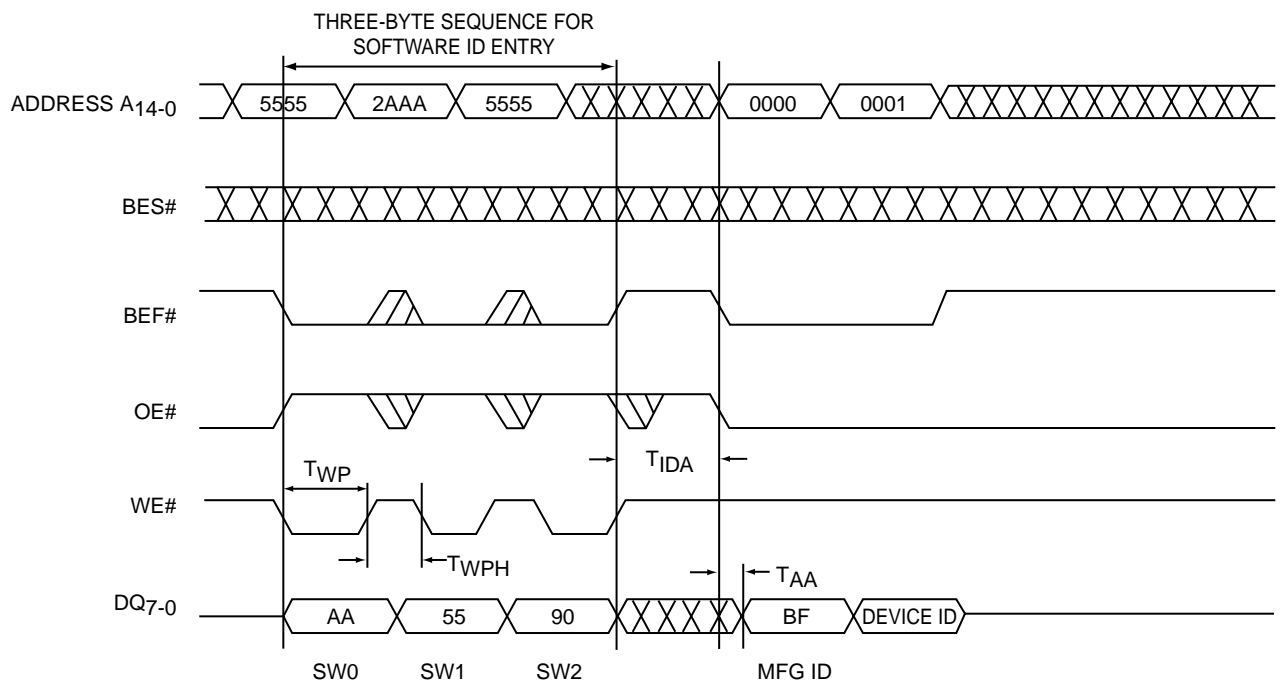 THREE-BYTE SEQUENCE FOR
SOFTWARE ID ENTRY
ADDRESS A14-0
5555 2AAA 5555 0000 0001
BES#
BEF#
OE#
TIDA
TWP
WE#
TWPH
TAA
DQ7-0
AA 55 90 BF DEVICE ID
SW0 SW1 SW2 MFG ID